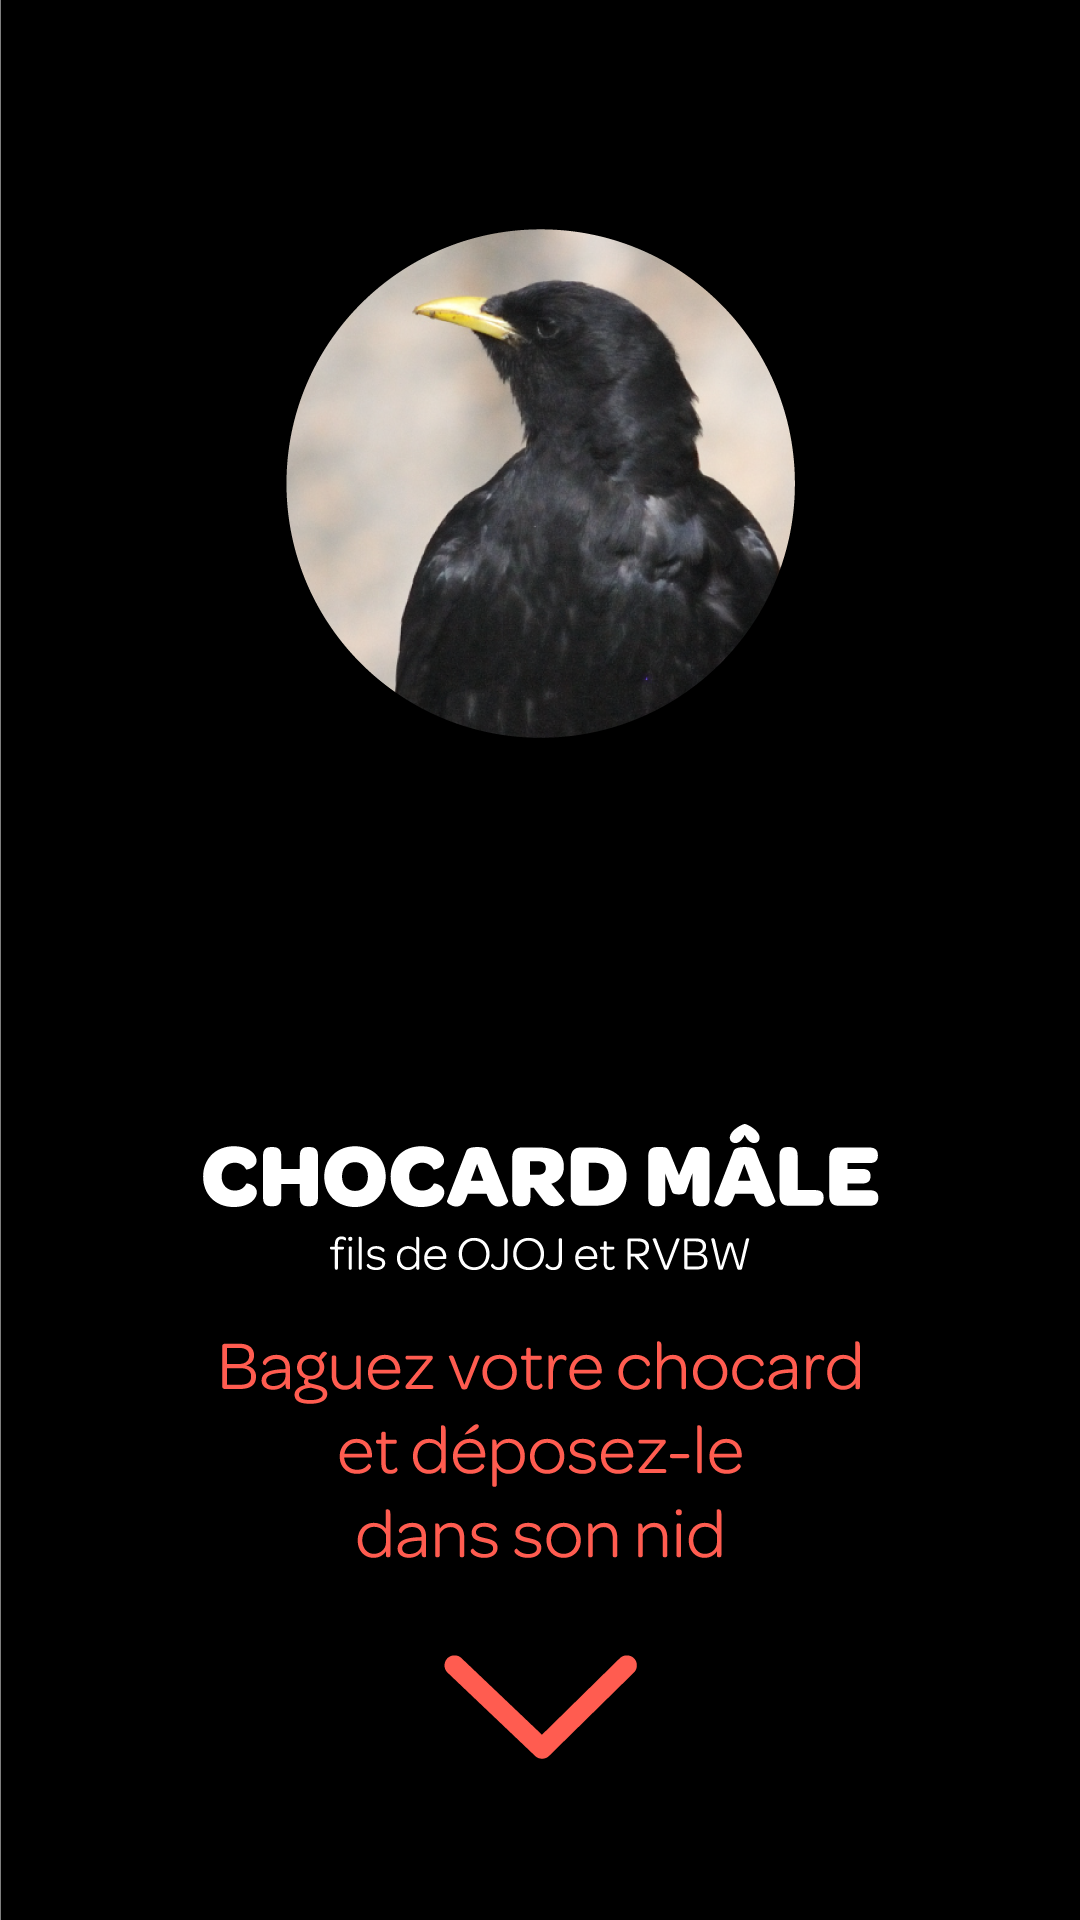 CHOCARD MÂLE
fils de OJOJ et RVBW
Baguez votre chocard
et déposez-le
dans son nid